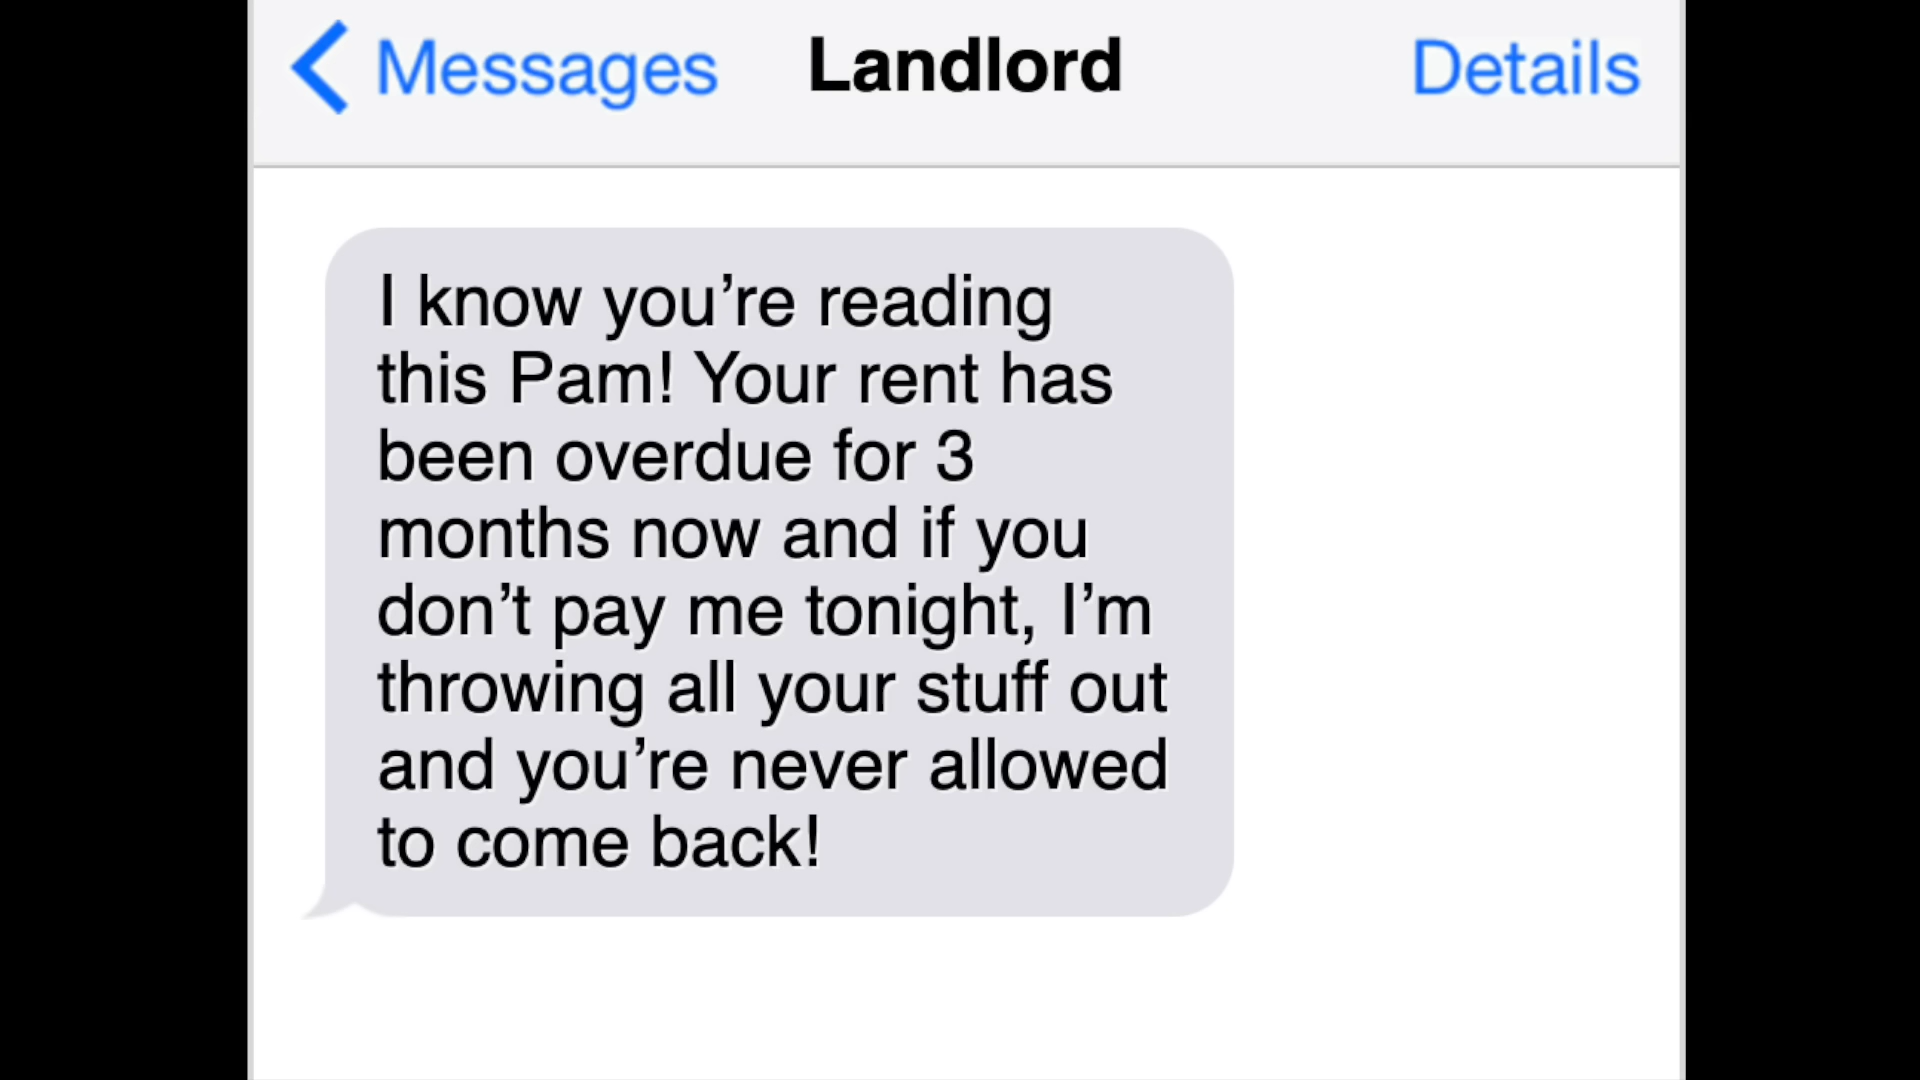 Messages Landlord Details
I know you’re reading
this Pam! Your rent has
been overdue for 3
months now and if you
don’t pay me tonight, I’m
throwing all your stuff out
and you’re never allowed
to come back!